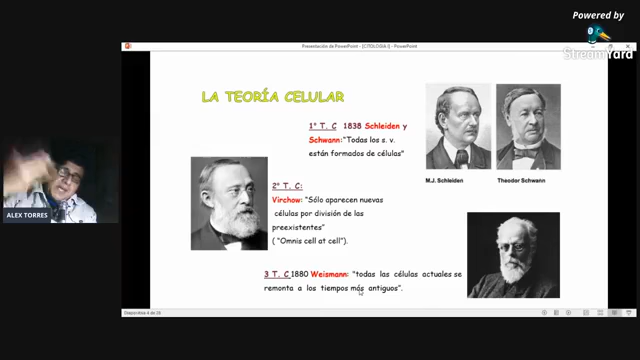 Powered by
StreamYard
Presentación de PowerPoint - [CITOLOGIA I] - PowerPoint
LA TEORÍA CELULAR
1° T. C 1838 Schleiden y
Schwann:"Todas los s. v.
están formados de células"
M.J. Schleiden
Theodor Schwann
2° T. C:
Virchow: "Sólo aparecen nuevas
células por división de las
preexistentes"
( "Omnis cell at cell").
3 T. C 1880 Weismann: "todas las células actuales se
remonta a los tiempos más antiguos".
ALEX TORRES